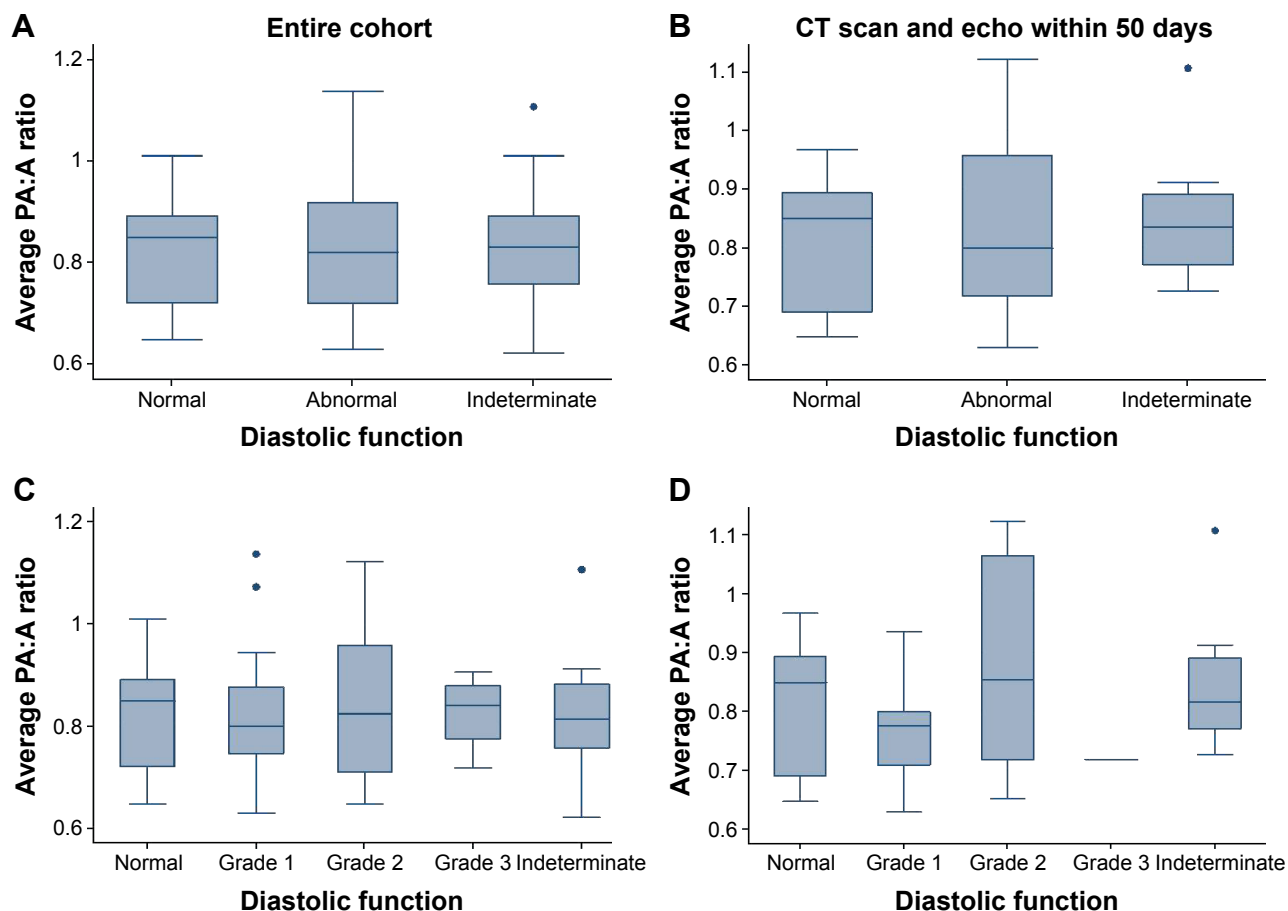 A
Entire cohort
Average PA:A ratio
1.2
1
0.8
0.6
Normal Abnormal Indeterminate
Diastolic function
B
CT scan and echo within 50 days
Average PA:A ratio
1.1
1
0.9
0.8
0.7
0.6
Normal Abnormal Indeterminate
Diastolic function
C
Average PA:A ratio
1.2
1
0.8
0.6
Normal Grade 1 Grade 2 Grade 3 Indeterminate
Diastolic function
D
Average PA:A ratio
1.1
1
0.9
0.8
0.7
0.6
Normal Grade 1 Grade 2 Grade 3 Indeterminate
Diastolic function